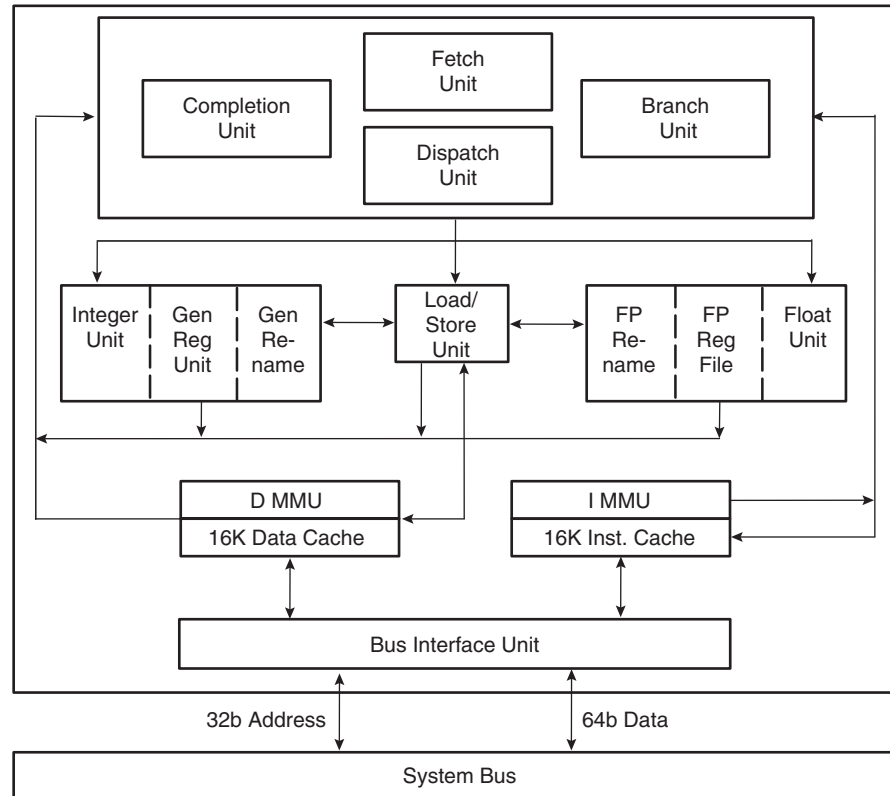 Fetch
Unit
Completion
Unit
Branch
Unit
Dispatch
Unit
Integer
Unit
Gen
Reg
Unit
Gen
Re-
name
Load/
Store
Unit
FP
Re-
name
FP
Reg
File
Float
Unit
D MMU
16K Data Cache
I MMU
16K Inst. Cache
Bus Interface Unit
32b Address
64b Data
System Bus